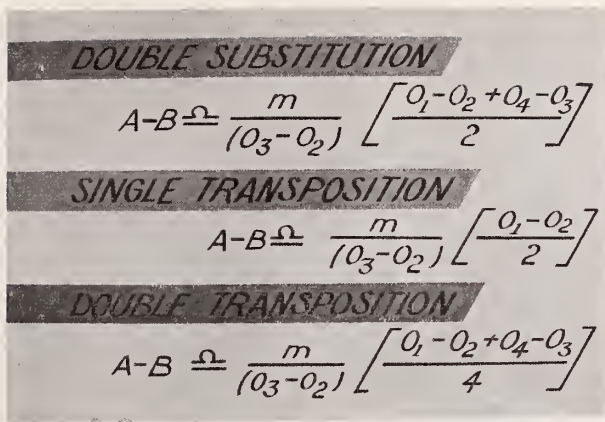 DOUBLE SUBSTITUTION
A-B ≗ m/(O₃-O₂) [(O₁-O₂+O₄-O₃)/2]
SINGLE TRANSPOSITION
A-B ≗ m/(O₃-O₂) [(O₁-O₂)/2]
DOUBLE TRANSPOSITION
A-B ≗ m/(O₃-O₂) [(O₁-O₂+O₄-O₃)/4]